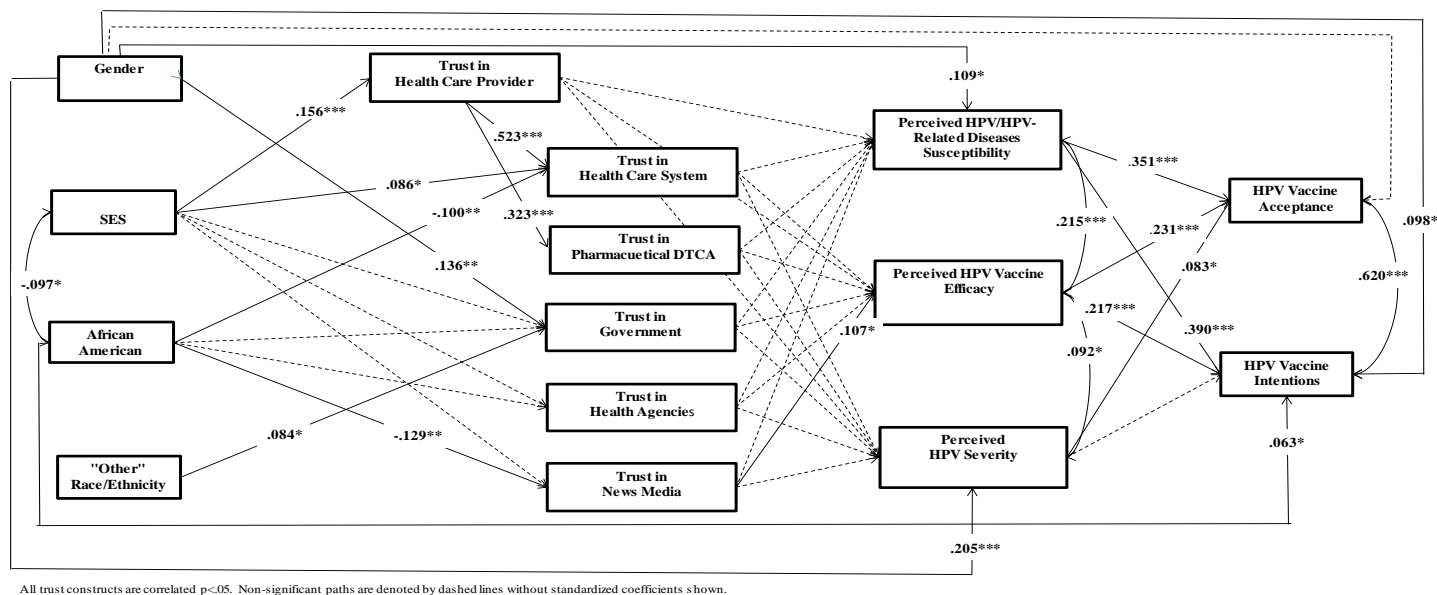 Gender
Trust in
Health Care Provider
.109*
.156***
Perceived HPV/HPV-
Related Diseases
Susceptibility
.523***
Trust in
Health Care System
.351***
.086*
HPV Vaccine
Acceptance
SES
-.100**
.323***
.215***
.231***
.098*
Trust in
Pharmacuetical DTCA
.136**
.083*
-.097*
Perceived HPV Vaccine
Efficacy
.620***
Trust in
Government
.217***
African
American
.107*
.390***
.092*
HPV Vaccine
Intentions
Trust in
Health Agencies
.084*
-.129**
Perceived
HPV Severity
.063*
"Other"
Race/Ethnicity
Trust in
News Media
.205***
All trust constructs are correlated p<.05. Non-significant paths are denoted by dashed lines without standardized coefficients shown.